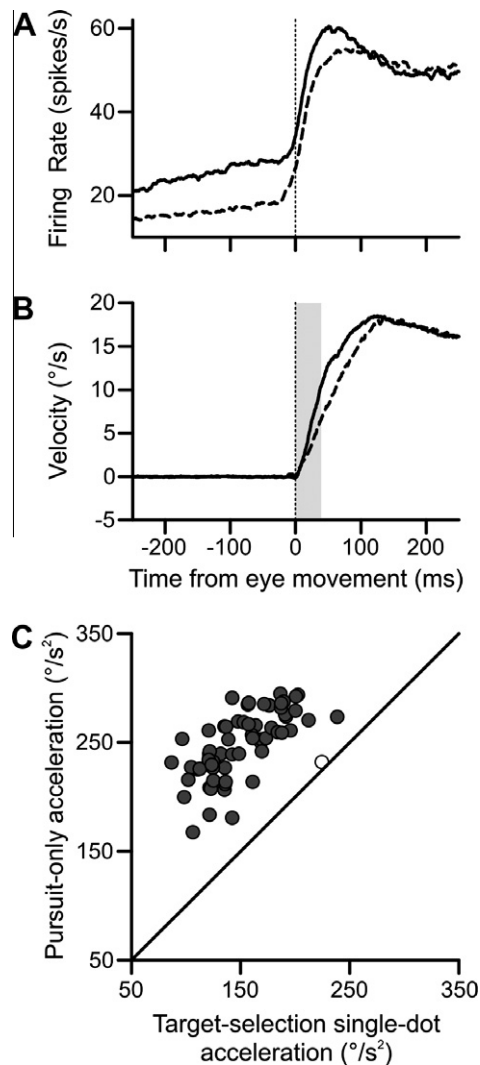 A
Firing Rate (spikes/s)
60
40
20
B
Velocity (°/s)
20
15
10
5
0
-5
-200 -100 0 100 200
Time from eye movement (ms)
C
Pursuit-only acceleration (°/s²)
350
250
150
50
50 150 250 350
Target-selection single-dot
acceleration (°/s²)